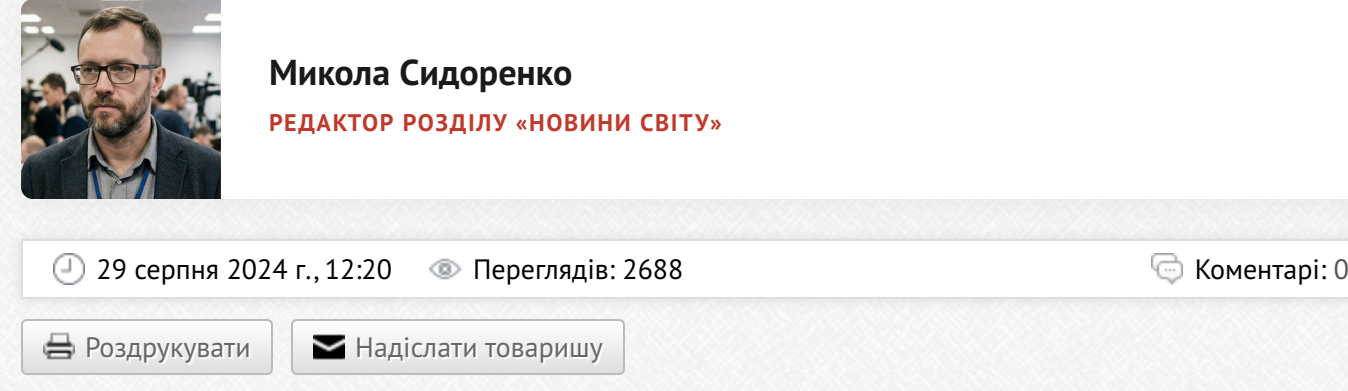 Микола Сидоренко
РЕДАКТОР РОЗДІЛУ «НОВИНИ СВІТУ»
29 серпня 2024 г., 12:20 Переглядів: 2688 Коментарі: 0
Роздрукувати Надіслати товаришу